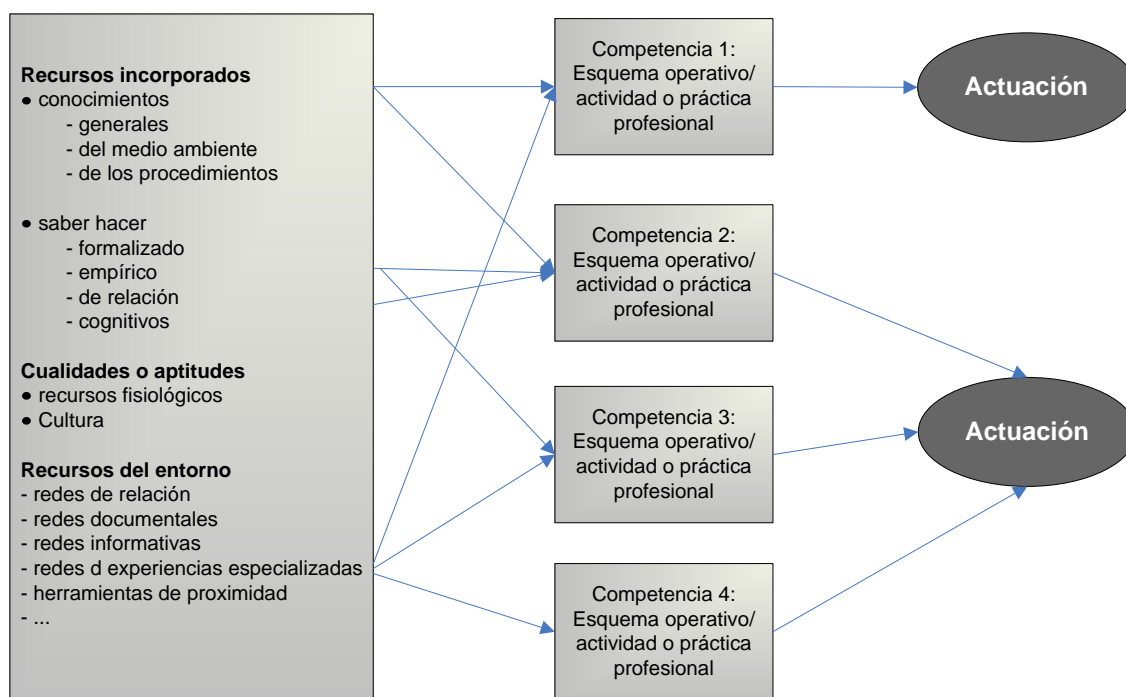 Recursos incorporados
● conocimientos
- generales
- del medio ambiente
- de los procedimientos
● saber hacer
- formalizado
- empírico
- de relación
- cognitivos
Cualidades o aptitudes
● recursos fisiológicos
● Cultura
Recursos del entorno
- redes de relación
- redes documentales
- redes informativas
- redes d experiencias especializadas
- herramientas de proximidad
- ...
Competencia 1:
Esquema operativo/
actividad o práctica
profesional
Competencia 2:
Esquema operativo/
actividad o práctica
profesional
Competencia 3:
Esquema operativo/
actividad o práctica
profesional
Competencia 4:
Esquema operativo/
actividad o práctica
profesional
Actuación
Actuación